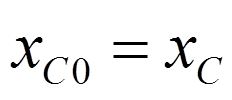 x_{C0} = x_C